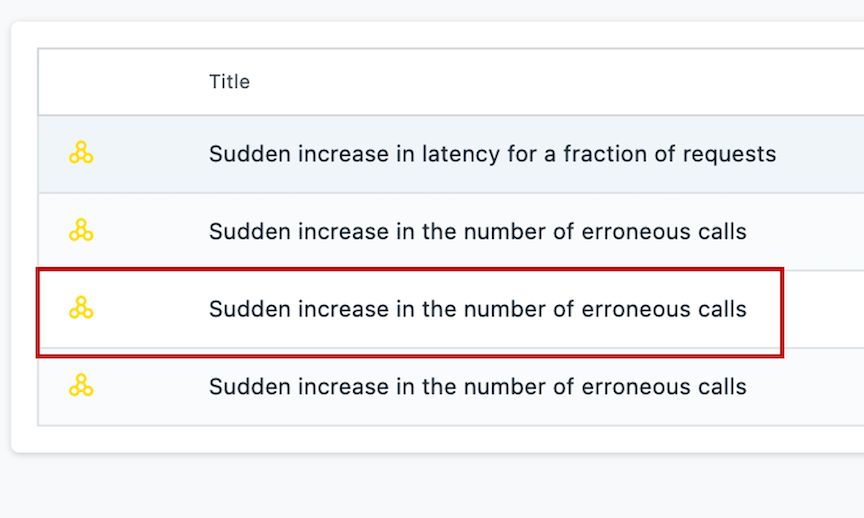 Title
Sudden increase in latency for a fraction of requests
Sudden increase in the number of erroneous calls
Sudden increase in the number of erroneous calls
Sudden increase in the number of erroneous calls